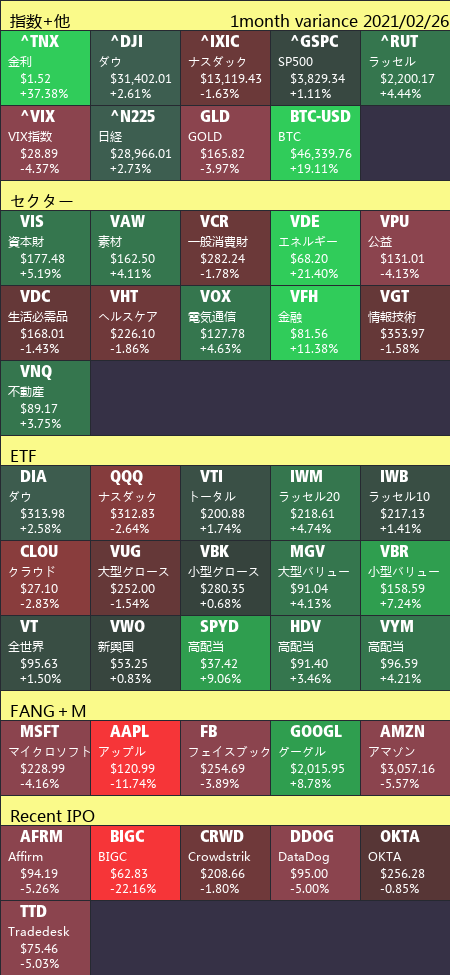 指数+他 1month variance 2021/02/26
^TNX ^DJI ^IXIC ^GSPC ^RUT
金利 ダウ ナスダック SP500 ラッセル
$1.52 $31,402.01 $13,119.43 $3,829.34 $2,200.17
+37.38% +2.61% -1.63% +1.11% +4.44%
^VIX ^N225 GLD BTC-USD
VIX指数 日経 GOLD BTC
$28.89 $28,966.01 $165.82 $46,339.76
-4.37% +2.73% -3.97% +19.11%
セクター
VIS VAW VCR VDE VPU
資本財 素材 一般消費財 エネルギー 公益
$177.48 $162.50 $282.24 $68.20 $131.01
+5.19% +4.11% -1.78% +21.40% -4.13%
VDC VHT VOX VFH VGT
生活必需品 ヘルスケア 電気通信 金融 情報技術
$168.01 $226.10 $127.78 $81.56 $353.97
-1.43% -1.86% +4.63% +11.38% -1.58%
VNQ
不動産
$89.17
+3.75%
ETF
DIA QQQ VTI IWM IWB
ダウ ナスダック トータル ラッセル20 ラッセル10
$313.98 $312.83 $200.88 $218.61 $217.13
+2.58% -2.64% +1.74% +4.74% +1.41%
CLOU VUG VBK MGV VBR
クラウド 大型グロース 小型グロース 大型バリュー 小型バリュー
$27.10 $252.00 $280.35 $91.04 $158.59
-2.83% -1.54% +0.68% +4.13% +7.24%
VT VWO SPYD HDV VYM
全世界 新興国 高配当 高配当 高配当
$95.63 $53.25 $37.42 $91.40 $96.59
+1.50% +0.83% +9.06% +3.46% +4.21%
FANG+M
MSFT AAPL FB GOOGL AMZN
マイクロソフト アップル フェイスブック グーグル アマゾン
$228.99 $120.99 $254.69 $2,015.95 $3,057.16
-4.16% -11.74% -3.89% +8.78% -5.57%
Recent IPO
AFRM BIGC CRWD DDOG OKTA
Affirm BIGC Crowdstrik DataDog OKTA
$94.19 $62.83 $208.66 $95.00 $256.28
-5.26% -22.16% -1.80% -5.00% -0.85%
TTD
Tradedesk
$75.46
-5.03%